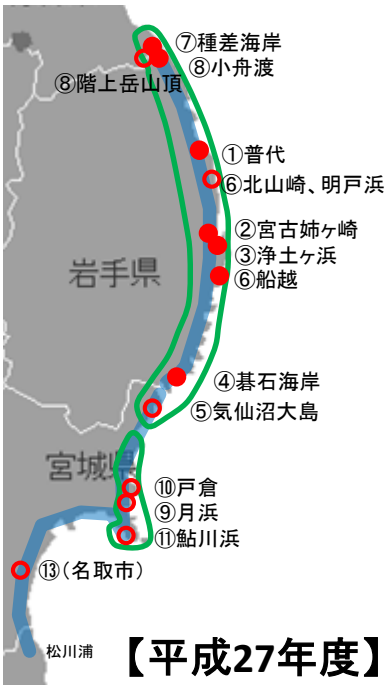 ⑦種差海岸
⑧小舟渡
⑧階上岳山頂
①普代
⑥北山崎、明戸浜
②宮古姉ヶ崎
③浄土ヶ浜
岩手県
⑥船越
④碁石海岸
⑤気仙沼大島
宮城県
⑩戸倉
⑨月浜
⑪鮎川浜
⑬(名取市)
松川浦
【平成27年度】